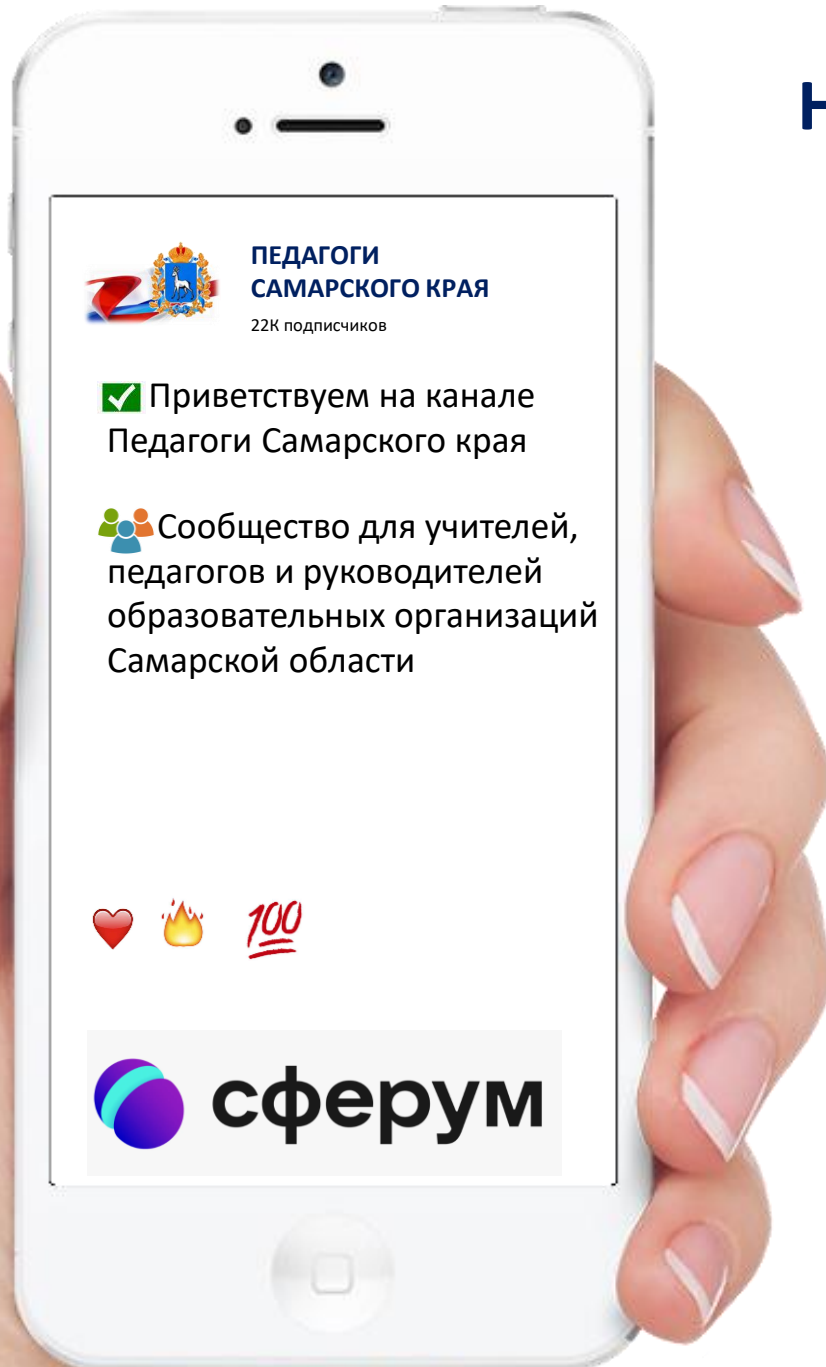 ПЕДАГОГИ
САМАРСКОГО КРАЯ
22К подписчиков
Приветствуем на канале
Педагоги Самарского края
Сообщество для учителей,
педагогов и руководителей
образовательных организаций
Самарской области
100
сферум